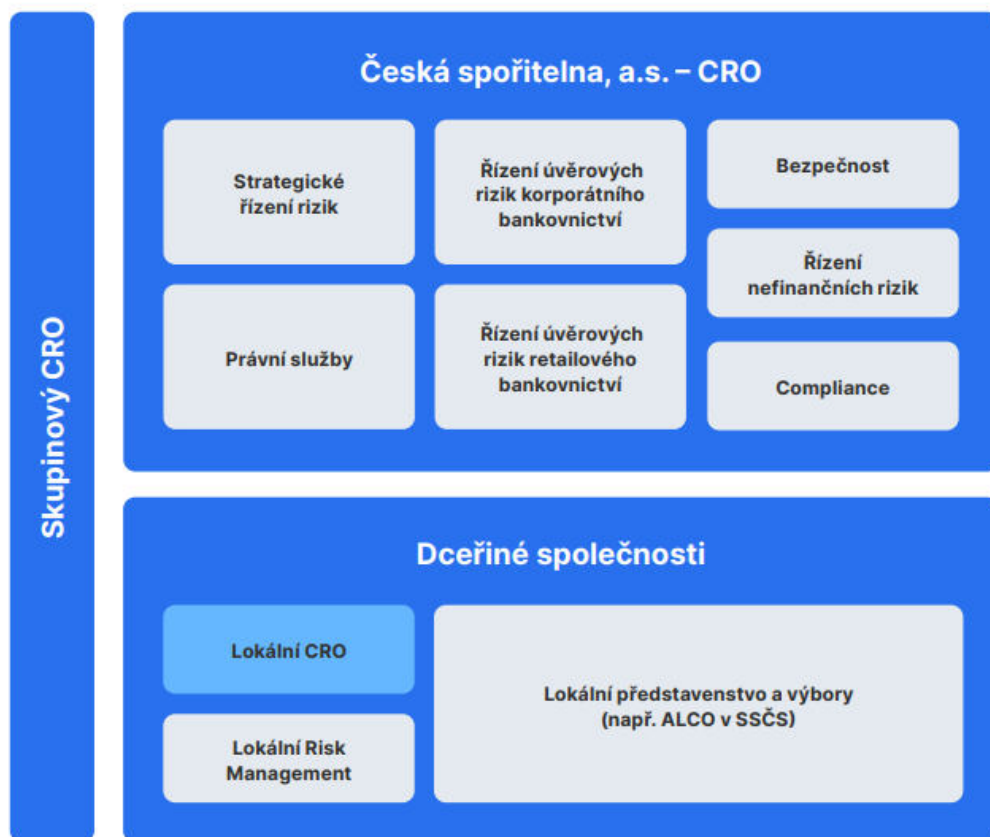 Skupinový CRO
Česká spořitelna, a.s. – CRO
Strategické
řízení rizik
Řízení úvěrových
rizik korporátního
bankovnictví
Bezpečnost
Řízení
nefinančních rizik
Právní služby
Řízení úvěrových
rizik retailového
bankovnictví
Compliance
Dceřiné společnosti
Lokální CRO
Lokální Risk
Management
Lokální představenstvo a výbory
(např. ALCO v SSČS)